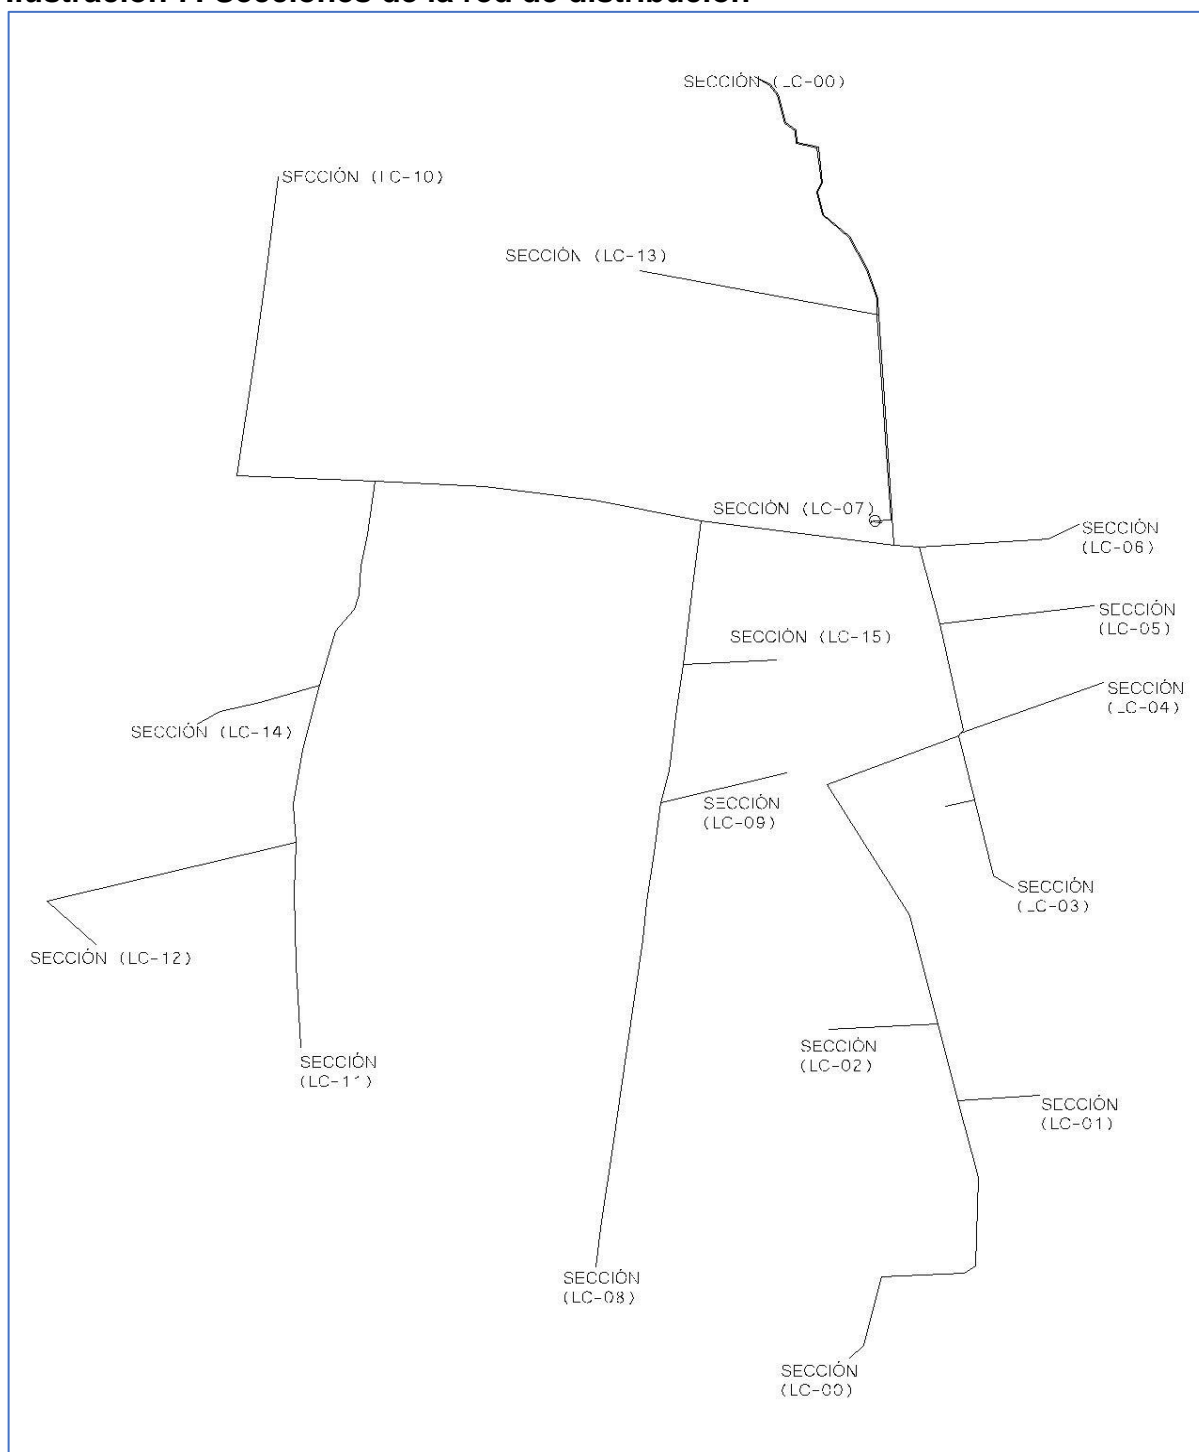 Ilustración 7. Secciones de la red de distribución
SECCIÓN (LC-00)
SECCIÓN (LC-10)
SECCIÓN (LC-13)
SECCIÓN (LC-07)
SECCIÓN
(LC-06)
SECCIÓN
(LC-05)
SECCIÓN (LC-15)
SECCIÓN
(LC-04)
SECCIÓN (LC-14)
SECCIÓN
(LC-09)
SECCIÓN
(LC-03)
SECCIÓN (LC-12)
SECCIÓN
(LC-02)
SECCIÓN
(LC-11)
SECCIÓN
(LC-01)
SECCIÓN
(LC-08)
SECCIÓN
(LC-00)